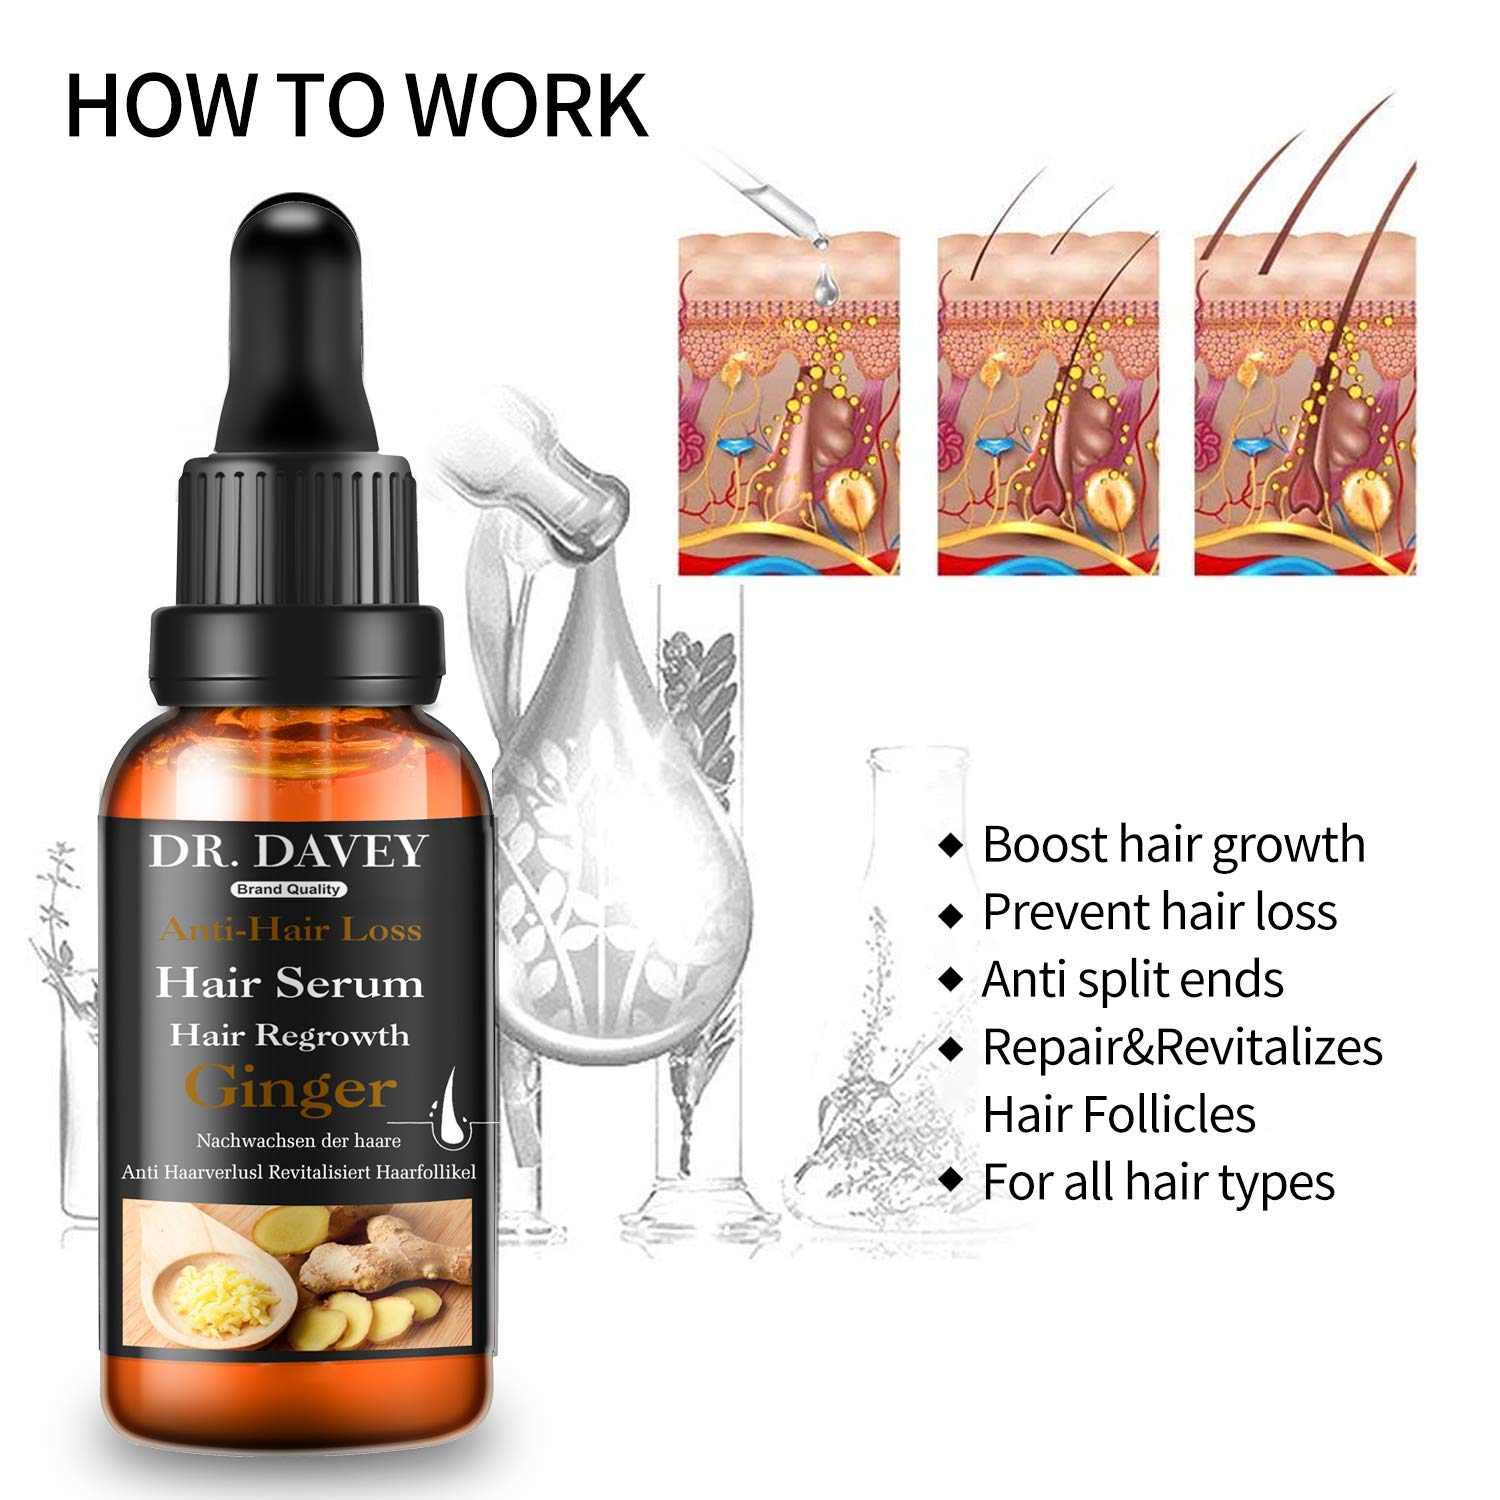 HOW TO WORK
DR. DAVEY
Brand Quality
Anti-Hair Loss
Hair Serum
Hair Regrowth
Ginger
Nachwachsen der haare
Anti Haarverlusl Revitalisiert Haarfollikel
◆ Boost hair growth
◆ Prevent hair loss
◆ Anti split ends
◆ Repair&Revitalizes
Hair Follicles
◆ For all hair types